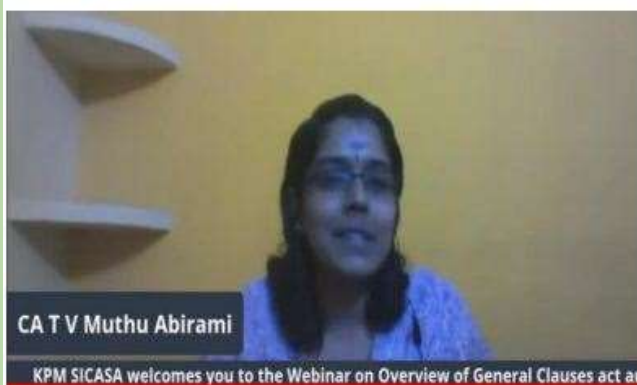 CA T V Muthu Abirami
KPM SICASA welcomes you to the Webinar on Overview of General Clauses act